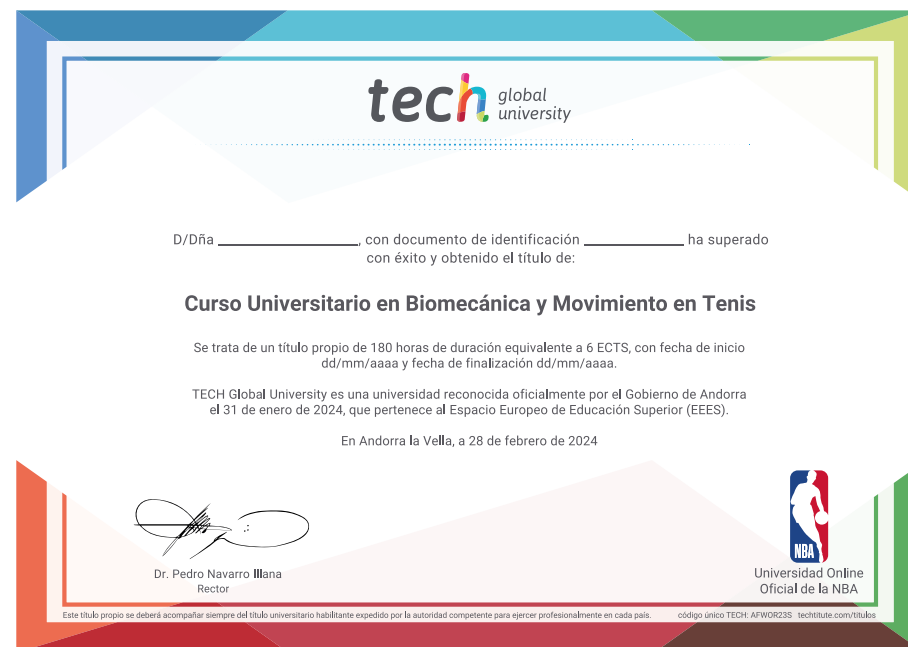 tech global university
D/Dña ____________________, con documento de identificación ______________ ha superado
con éxito y obtenido el título de:
Curso Universitario en Biomecánica y Movimiento en Tenis
Se trata de un título propio de 180 horas de duración equivalente a 6 ECTS, con fecha de inicio
dd/mm/aaaa y fecha de finalización dd/mm/aaaa.
TECH Global University es una universidad reconocida oficialmente por el Gobierno de Andorra
el 31 de enero de 2024, que pertenece al Espacio Europeo de Educación Superior (EEES).
En Andorra la Vella, a 28 de febrero de 2024
NBA
Dr. Pedro Navarro Illana
Rector
Universidad Online
Oficial de la NBA
Este título propio se deberá acompañar siempre del título universitario habilitante expedido por la autoridad competente para ejercer profesionalmente en cada país.
código único TECH: AFWOR23S techtitute.com/titulos